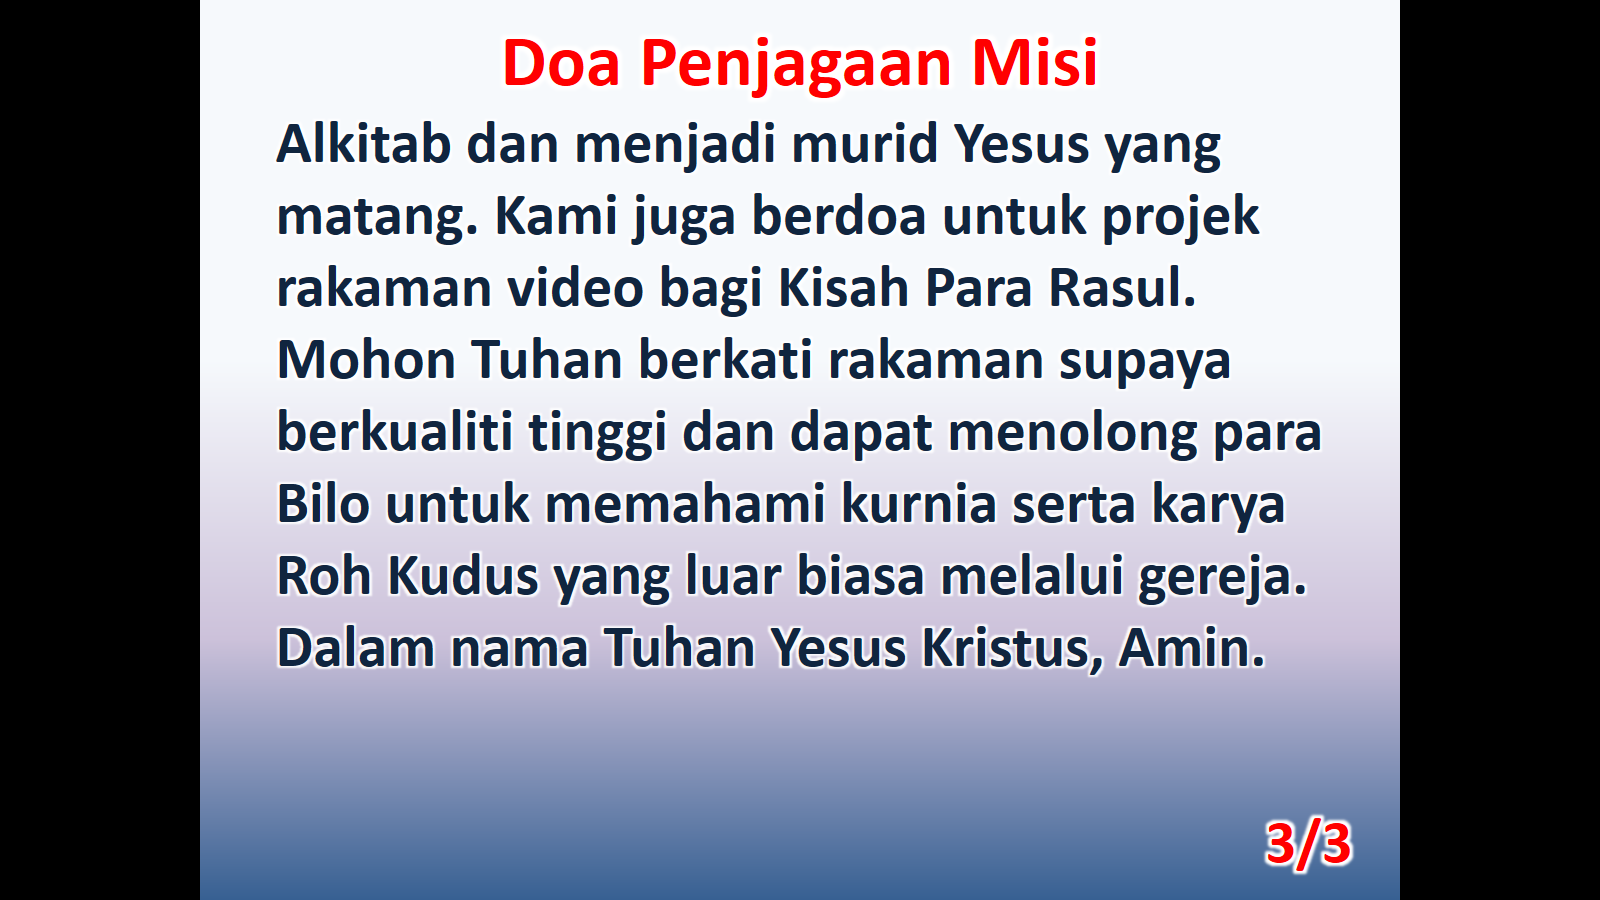 Doa Penjagaan Misi
Alkitab dan menjadi murid Yesus yang
matang. Kami juga berdoa untuk projek
rakaman video bagi Kisah Para Rasul.
Mohon Tuhan berkati rakaman supaya
berkualiti tinggi dan dapat menolong para
Bilo untuk memahami kurnia serta karya
Roh Kudus yang luar biasa melalui gereja.
Dalam nama Tuhan Yesus Kristus, Amin.
3/3